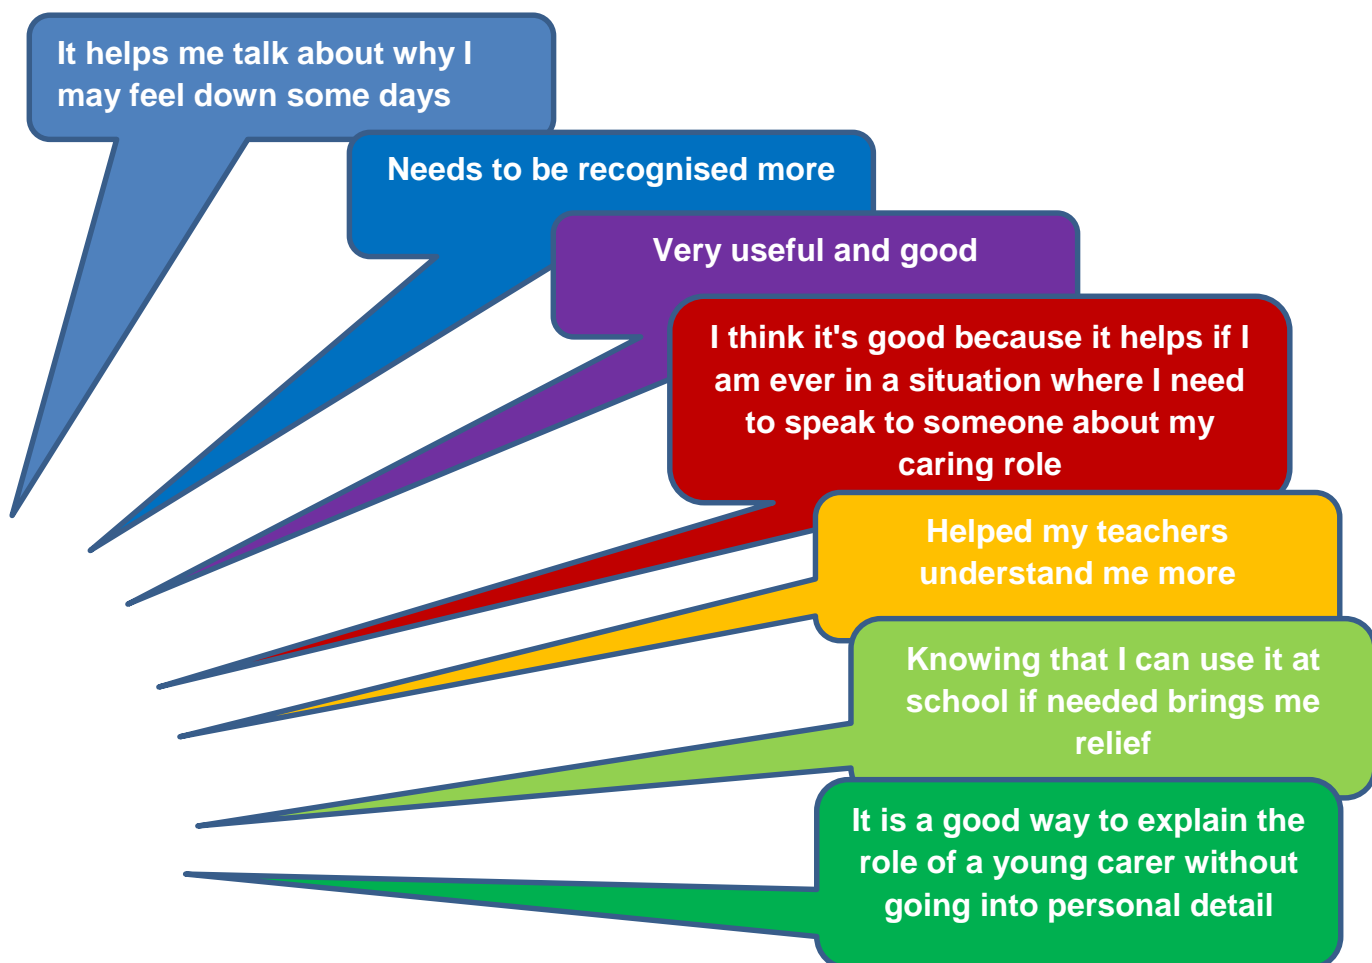 It helps me talk about why I
may feel down some days
Needs to be recognised more
Very useful and good
I think it's good because it helps if I
am ever in a situation where I need
to speak to someone about my
caring role
Helped my teachers
understand me more
Knowing that I can use it at
school if needed brings me
relief
It is a good way to explain the
role of a young carer without
going into personal detail